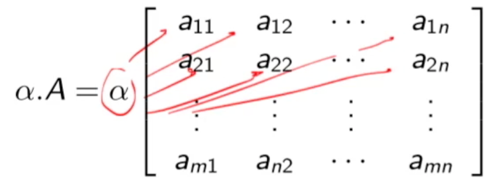 a₁₁ a₁₂ ⋯ a₁ₙ
a₂₁ a₂₂ ⋯ a₂ₙ
α.A = α
⋮ ⋮ ⋮ ⋮
aₘ₁ aₙ₂ ⋯ aₘₙ